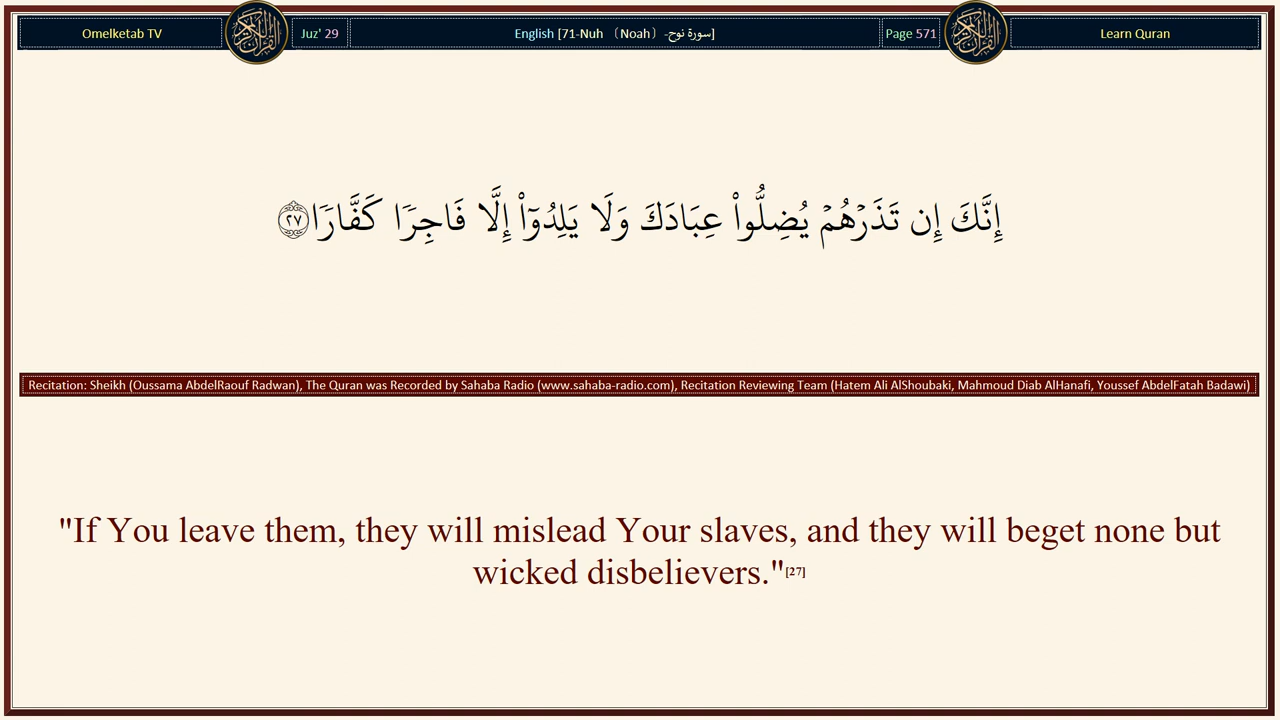 Omelketab TV
Juz' 29
English [71-Nuh 〔Noah〕-سورة نوح]
Page 571
Learn Quran
إِنَّكَ إِن تَذَرۡهُمۡ يُضِلُّواْ عِبَادَكَ وَلَا يَلِدُوٓاْ إِلَّا فَاجِرٗا كَفَّارٗا ٢٧
Recitation: Sheikh (Oussama AbdelRaouf Radwan), The Quran was Recorded by Sahaba Radio (www.sahaba-radio.com), Recitation Reviewing Team (Hatem Ali AlShoubaki, Mahmoud Diab AlHanafi, Youssef AbdelFatah Badawi)
"If You leave them, they will mislead Your slaves, and they will beget none but
wicked disbelievers."[27]